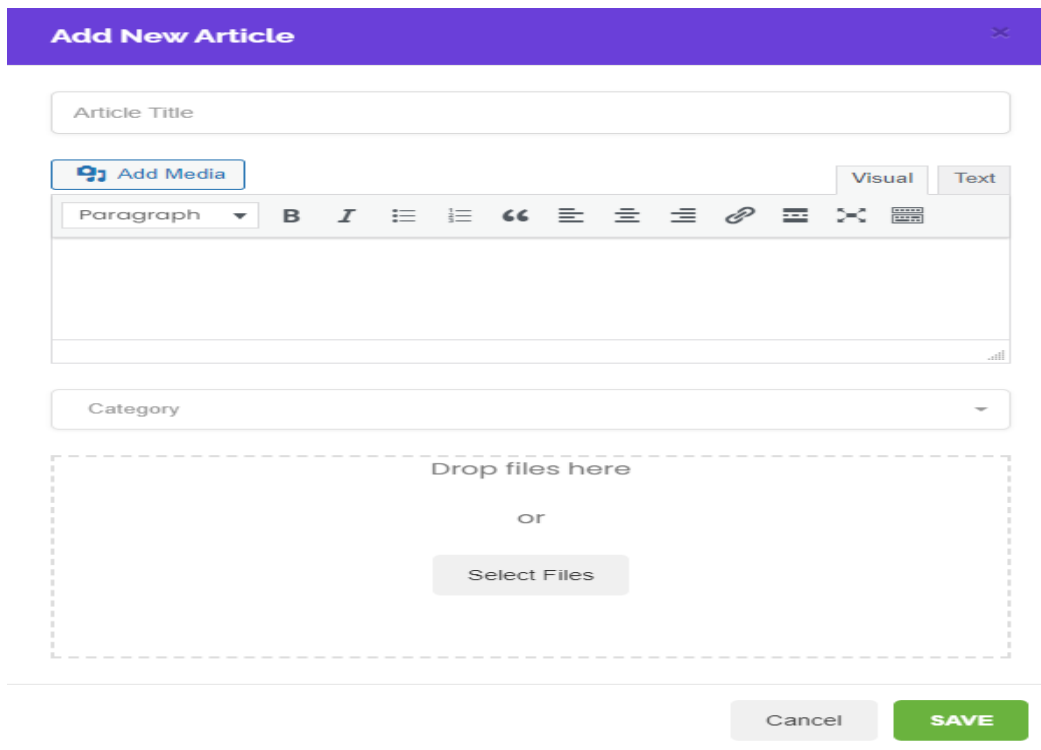 Add New Article
Article Title
Add Media
Visual Text
Paragraph B I
Category
Drop files here
or
Select Files
Cancel SAVE